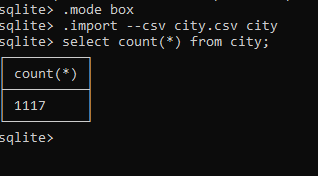 sqlite> .mode box
sqlite> .import --csv city.csv city
sqlite> select count(*) from city;
count(*)
1117
sqlite>